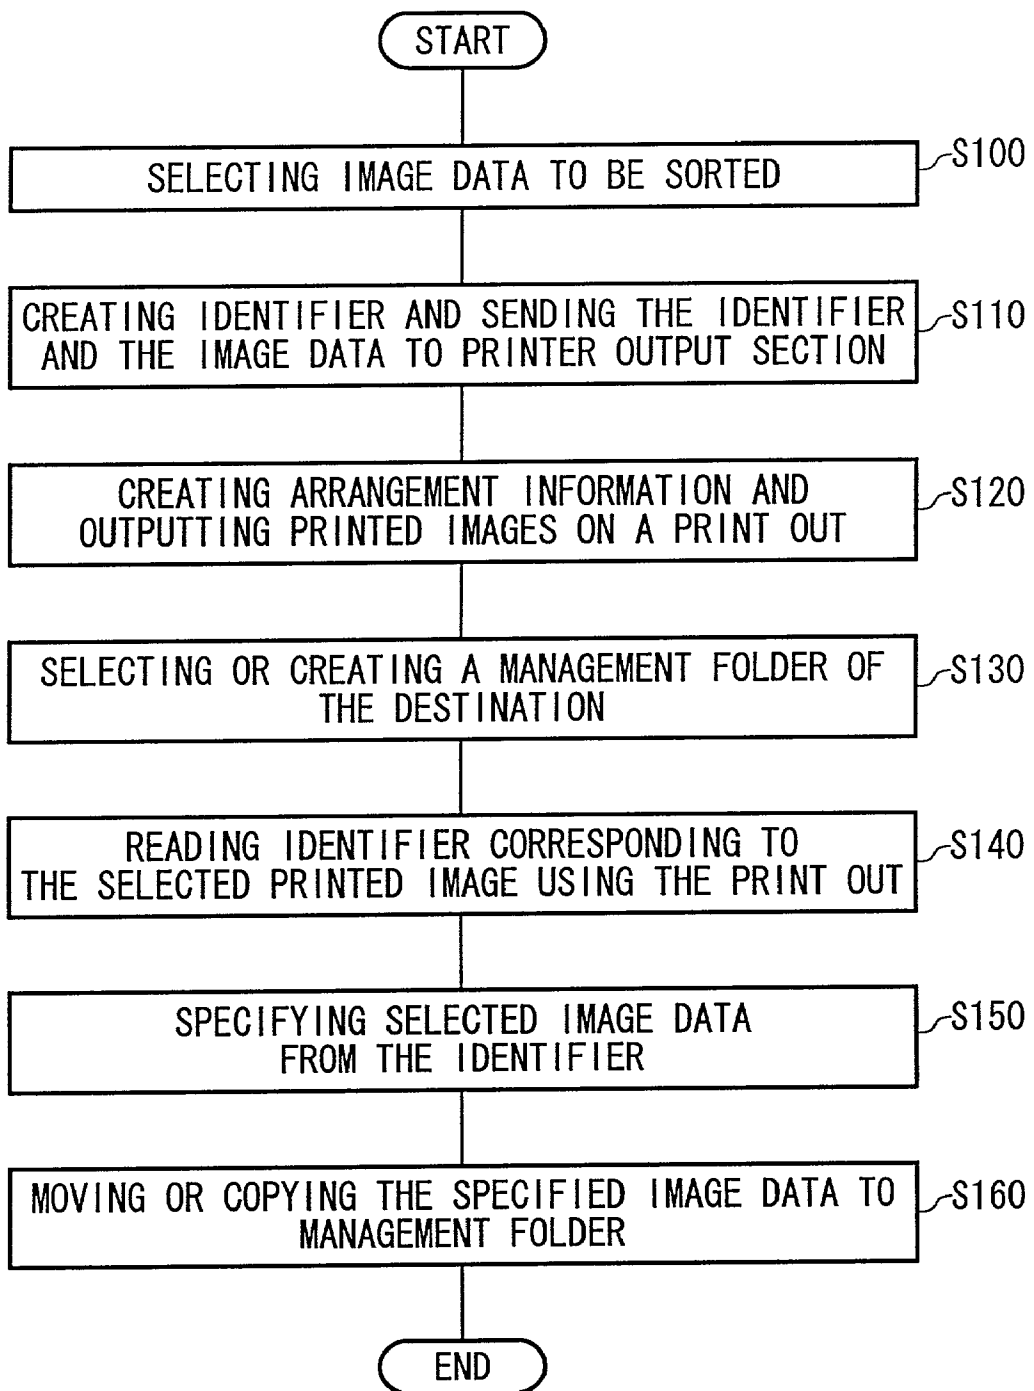 START
SELECTING IMAGE DATA TO BE SORTED
S100
CREATING IDENTIFIER AND SENDING THE IDENTIFIER
AND THE IMAGE DATA TO PRINTER OUTPUT SECTION
S110
CREATING ARRANGEMENT INFORMATION AND
OUTPUTTING PRINTED IMAGES ON A PRINT OUT
S120
SELECTING OR CREATING A MANAGEMENT FOLDER OF
THE DESTINATION
S130
READING IDENTIFIER CORRESPONDING TO
THE SELECTED PRINTED IMAGE USING THE PRINT OUT
S140
SPECIFYING SELECTED IMAGE DATA
FROM THE IDENTIFIER
S150
MOVING OR COPYING THE SPECIFIED IMAGE DATA TO
MANAGEMENT FOLDER
S160
END